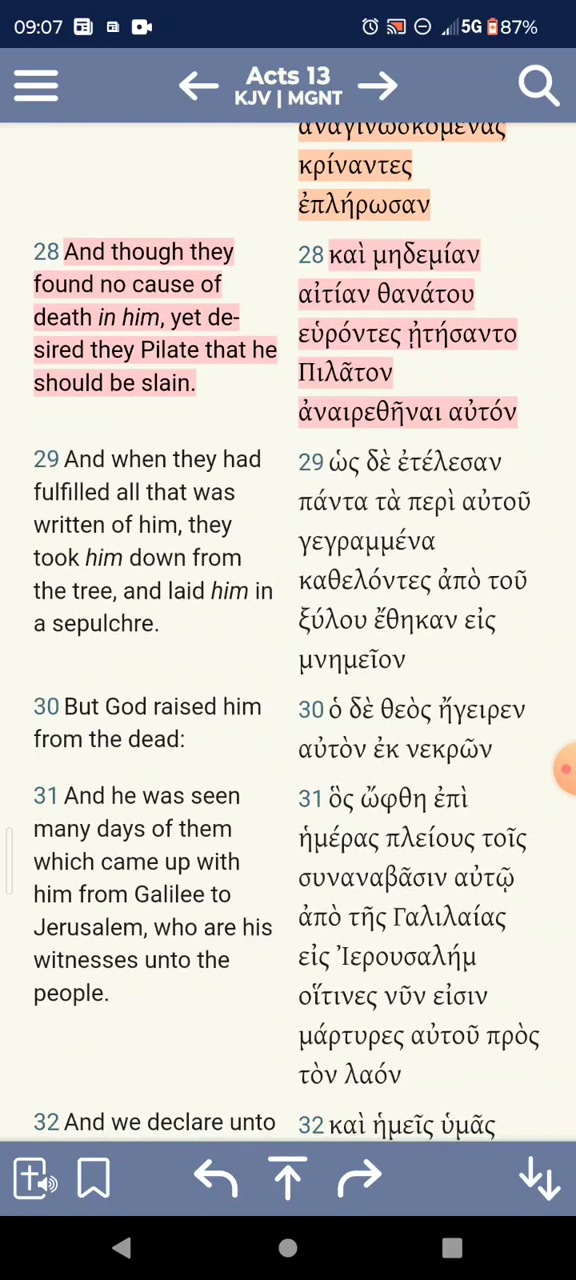 09:07
5G 87%
Acts 13
KJV | MGNT
ἀναγινωσκομένας
κρίναντες
ἐπλήρωσαν
28 And though they
found no cause of
death in him, yet de-
sired they Pilate that he
should be slain.
28 καὶ μηδεμίαν
αἰτίαν θανάτου
εὑρόντες ᾐτήσαντο
Πιλᾶτον
ἀναιρεθῆναι αὐτόν
29 And when they had
fulfilled all that was
written of him, they
took him down from
the tree, and laid him in
a sepulchre.
29 ὡς δὲ ἐτέλεσαν
πάντα τὰ περὶ αὐτοῦ
γεγραμμένα
καθελόντες ἀπὸ τοῦ
ξύλου ἔθηκαν εἰς
μνημεῖον
30 But God raised him
from the dead:
30 ὁ δὲ θεὸς ἤγειρεν
αὐτὸν ἐκ νεκρῶν
31 And he was seen
many days of them
which came up with
him from Galilee to
Jerusalem, who are his
witnesses unto the
people.
31 ὃς ὤφθη ἐπὶ
ἡμέρας πλείους τοῖς
συναναβᾶσιν αὐτῷ
ἀπὸ τῆς Γαλιλαίας
εἰς Ἰερουσαλήμ
οἵτινες νῦν εἰσιν
μάρτυρες αὐτοῦ πρὸς
τὸν λαόν
32 And we declare unto
32 καὶ ἡμεῖς ὑμᾶς